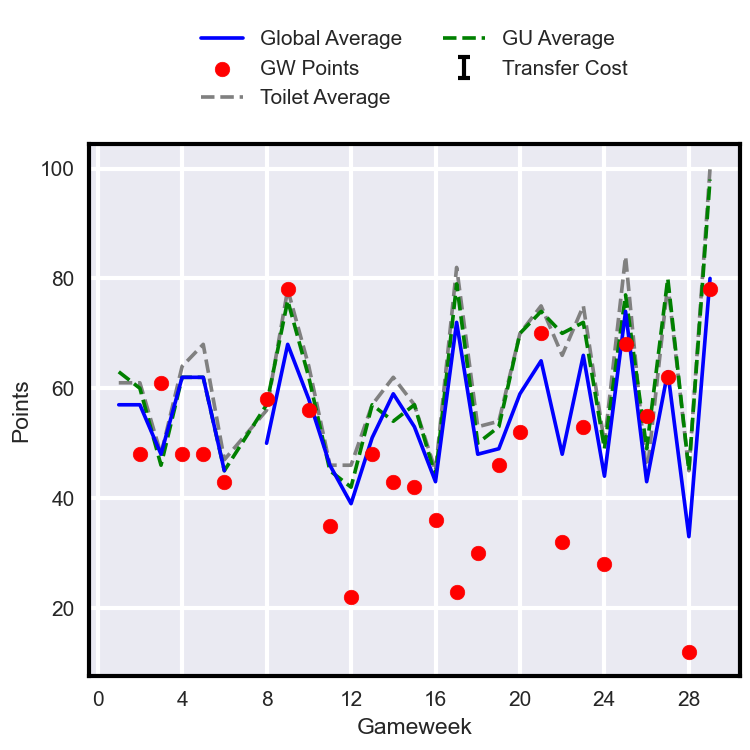 Global Average
GW Points
Toilet Average
GU Average
Transfer Cost
Points
100
80
60
40
20
0 4 8 12 16 20 24 28
Gameweek